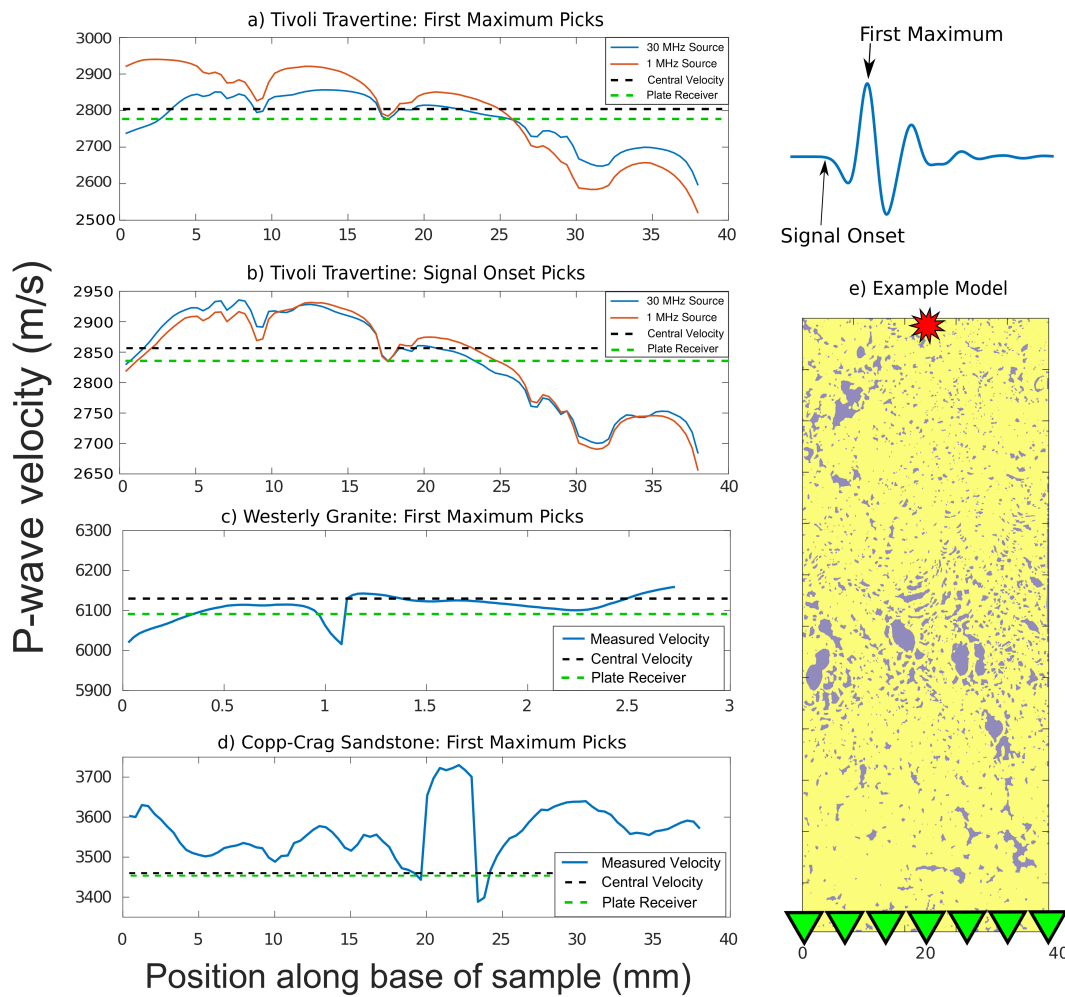 P-wave velocity (m/s)
a) Tivoli Travertine: First Maximum Picks
3000
2900
2800
2700
2600
2500
0 5 10 15 20 25 30 35 40
30 MHz Source
1 MHz Source
Central Velocity
Plate Receiver
b) Tivoli Travertine: Signal Onset Picks
2950
2900
2850
2800
2750
2700
2650
0 5 10 15 20 25 30 35 40
30 MHz Source
1 MHz Source
Central Velocity
Plate Receiver
c) Westerly Granite: First Maximum Picks
6300
6200
6100
6000
5900
0 0.5 1 1.5 2 2.5 3
Measured Velocity
Central Velocity
Plate Receiver
d) Copp-Crag Sandstone: First Maximum Picks
3700
3600
3500
3400
0 5 10 15 20 25 30 35 40
Measured Velocity
Central Velocity
Plate Receiver
Position along base of sample (mm)
First Maximum
Signal Onset
e) Example Model
0 20 40